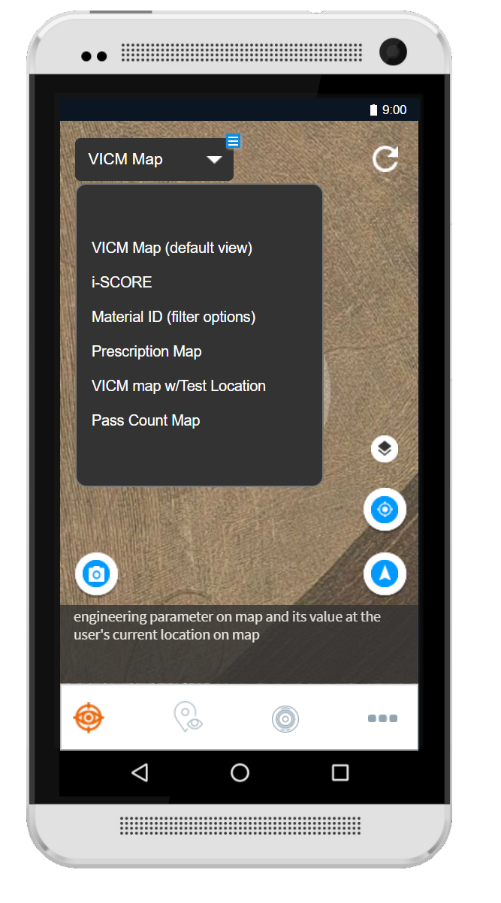 9:00
VICM Map
VICM Map (default view)
i-SCORE
Material ID (filter options)
Prescription Map
VICM map w/Test Location
Pass Count Map
engineering parameter on map and its value at the
user's current location on map